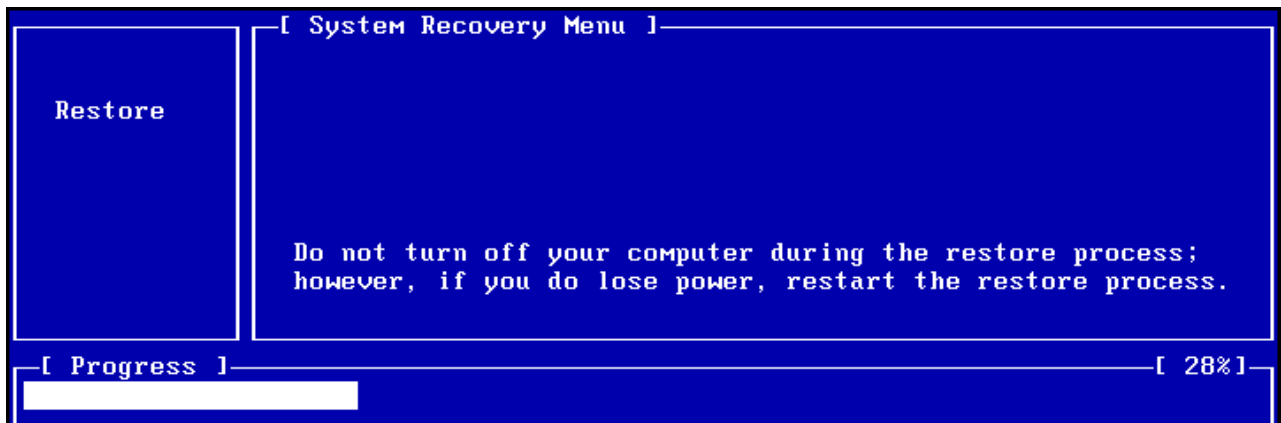 [ System Recovery Menu ]
Restore
Do not turn off your computer during the restore process;
however, if you do lose power, restart the restore process.
[ Progress ]
[ 28%]